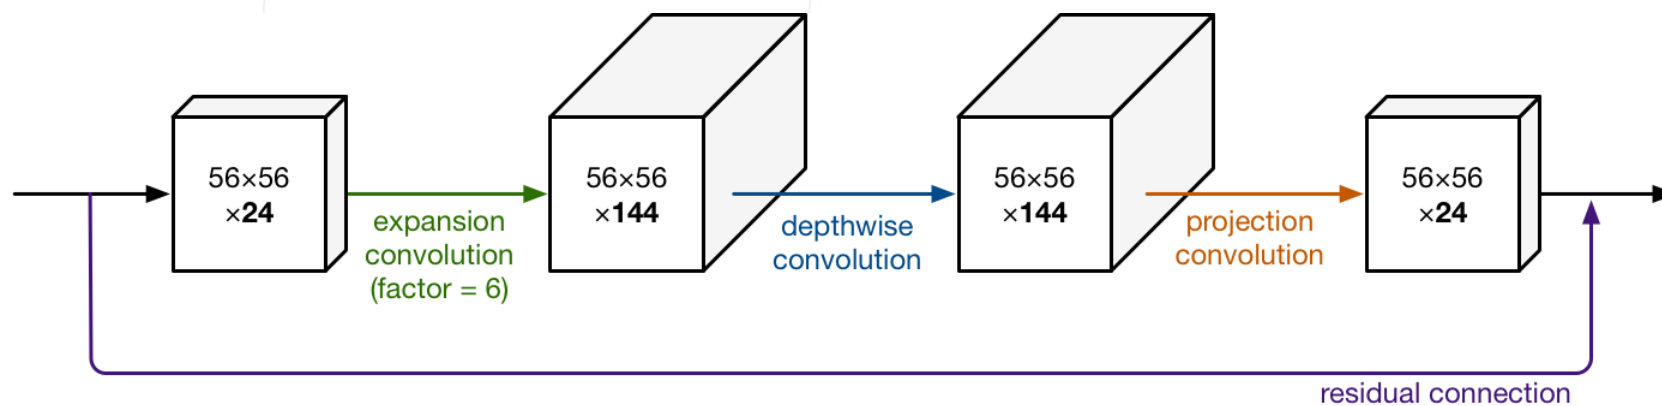 56×56
×24
expansion
convolution
(factor = 6)
56×56
×144
depthwise
convolution
56×56
×144
projection
convolution
56×56
×24
residual connection